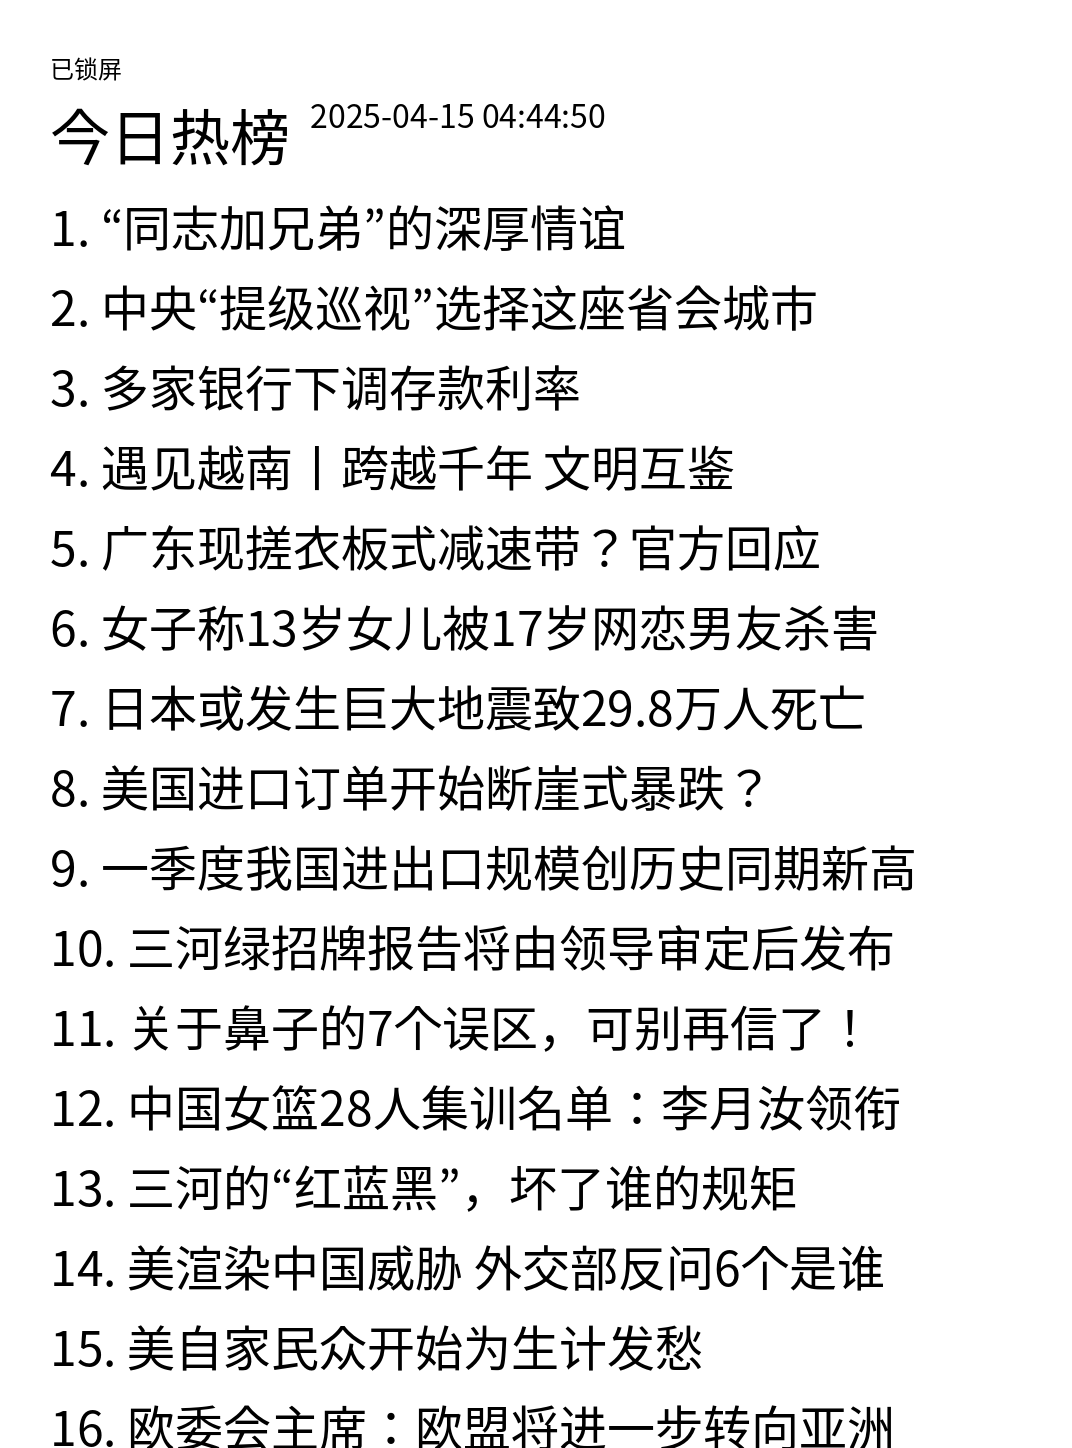 已锁屏
今日热榜 2025-04-15 04:44:50
1. “同志加兄弟”的深厚情谊
2. 中央“提级巡视”选择这座省会城市
3. 多家银行下调存款利率
4. 遇见越南丨跨越千年 文明互鉴
5. 广东现搓衣板式减速带？官方回应
6. 女子称13岁女儿被17岁网恋男友杀害
7. 日本或发生巨大地震致29.8万人死亡
8. 美国进口订单开始断崖式暴跌？
9. 一季度我国进出口规模创历史同期新高
10. 三河绿招牌报告将由领导审定后发布
11. 关于鼻子的7个误区，可别再信了！
12. 中国女篮28人集训名单：李月汝领衔
13. 三河的“红蓝黑”，坏了谁的规矩
14. 美渲染中国威胁 外交部反问6个是谁
15. 美自家民众开始为生计发愁
16. 欧委会主席：欧盟将进一步转向亚洲